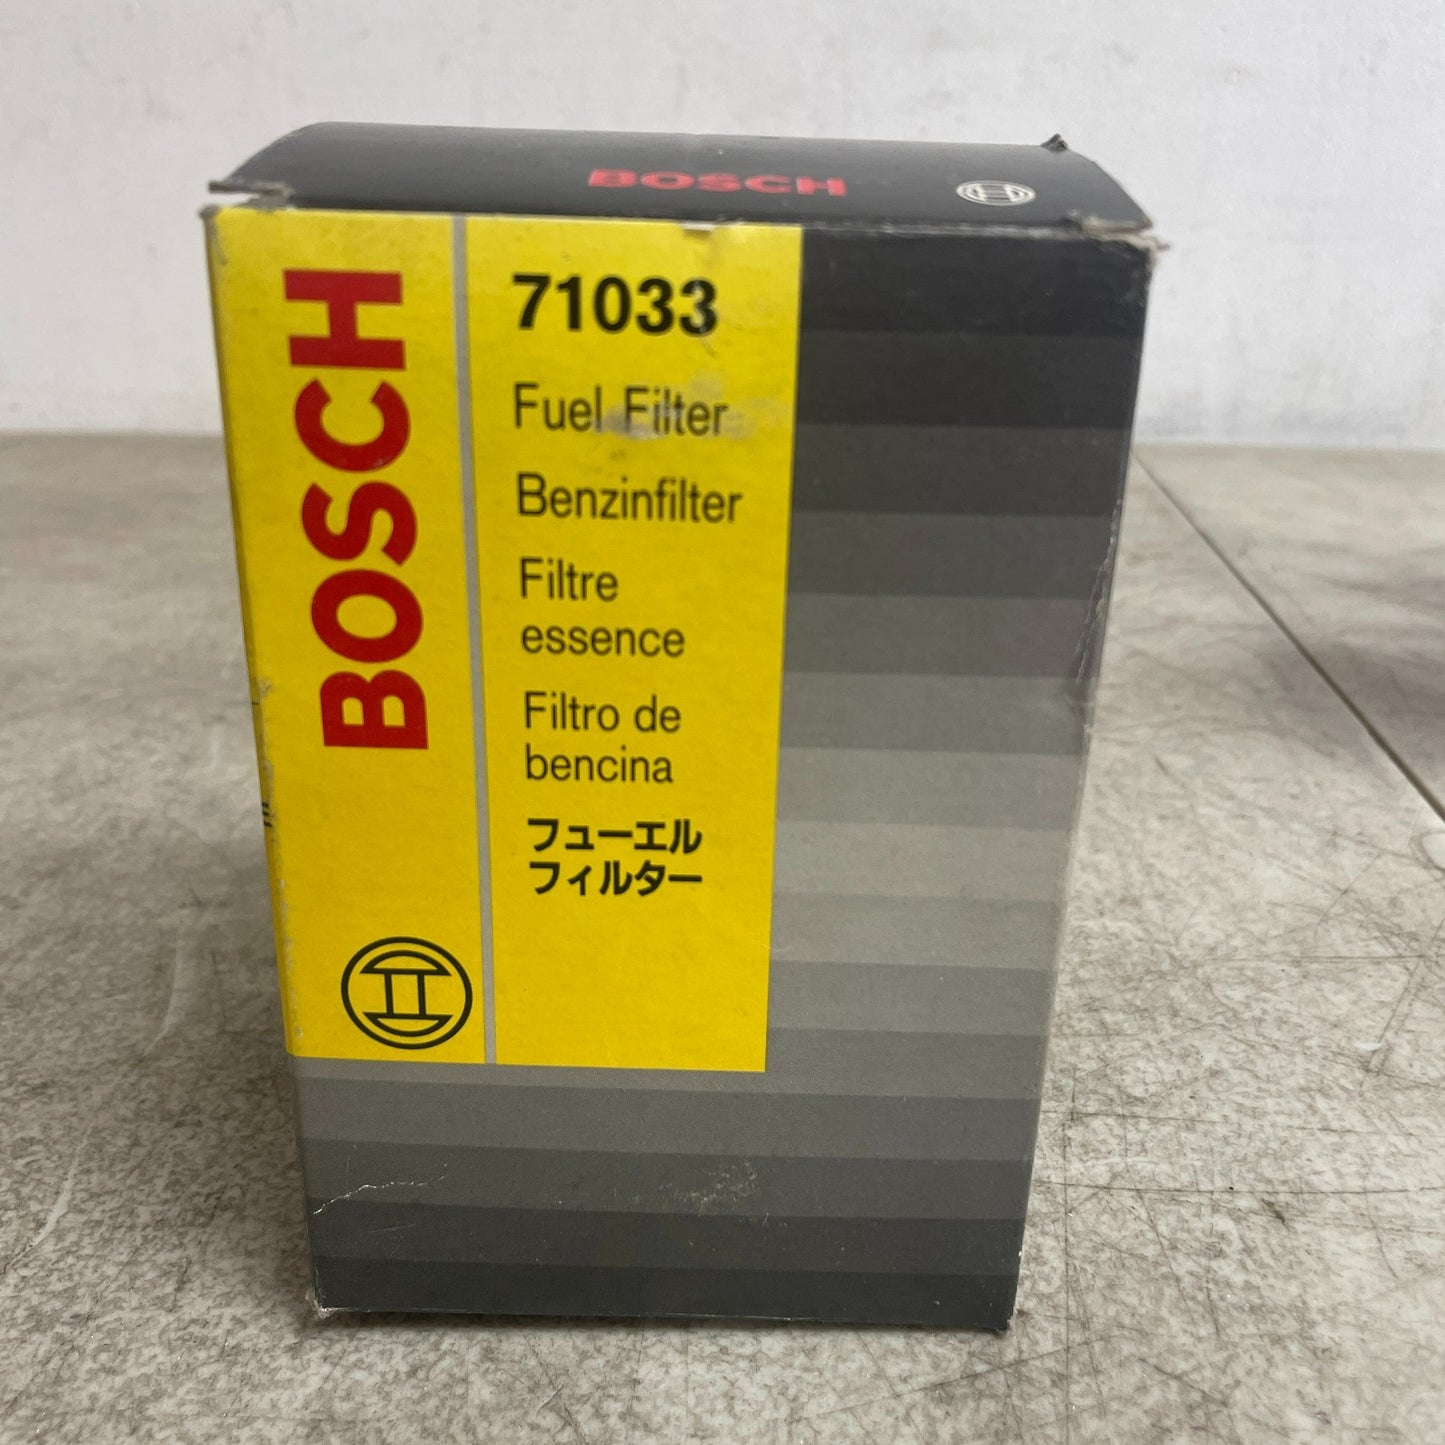 BOSCH
BOSCH
71033
Fuel Filter
Benzinfilter
Filtre
essence
Filtro de
bencina
フューエル
フィルター